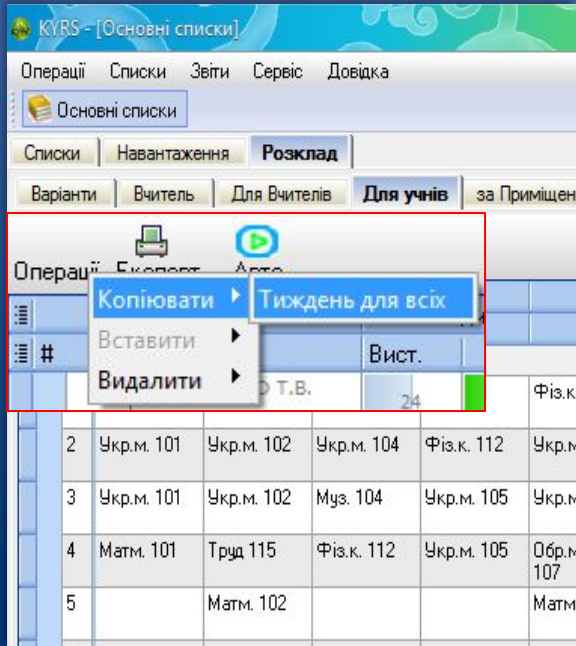 KYRS - [Основні списки]
Операції Списки Звіти Сервіс Довідка
Основні списки
Списки Навантаження Розклад
Варіанти Вчитель Для Вчителів Для учнів за Приміщен
Операції Експорт Авто
Копіювати Тиждень для всіх
Вставити
# Вист.
Видалити Т.В. 24 Фіз.к
2 Укр.м. 101 Укр.м. 102 Укр.м. 104 Фіз.к. 112 Укр.м
3 Укр.м. 101 Укр.м. 102 Муз. 104 Укр.м. 105 Укр.м
4 Матм. 101 Труд 115 Фіз.к. 112 Укр.м. 105 Обр.м
107
5 Матм. 102 Матм